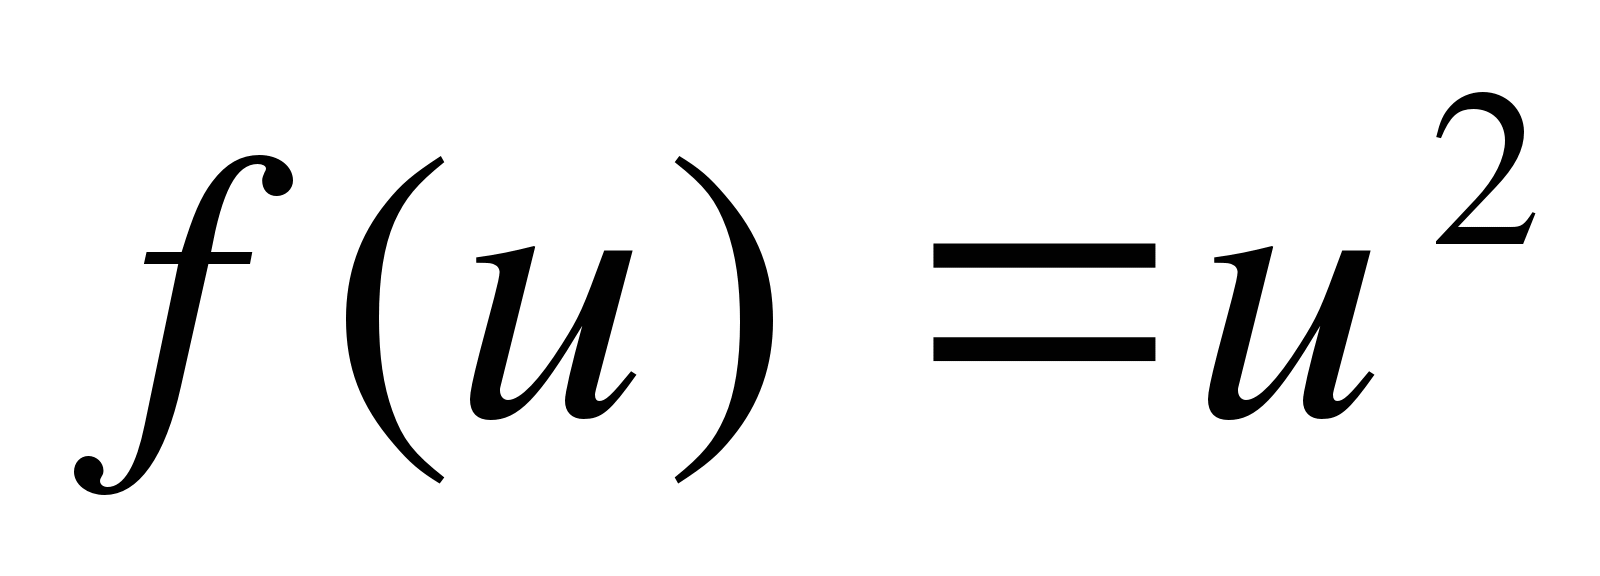 f(u) = u²